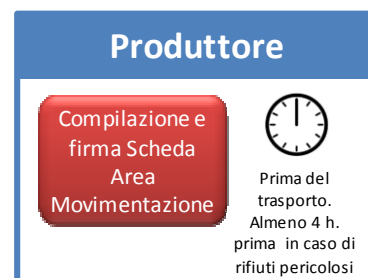 Produttore
Compilazione e
firma Scheda
Area
Movimentazione
Prima del
trasporto.
Almeno 4 h.
prima in caso di
rifiuti pericolosi